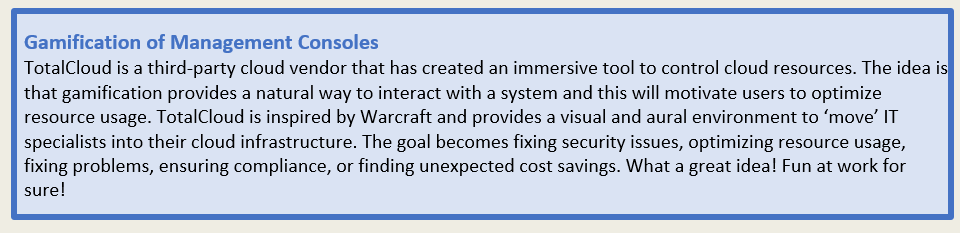 Gamification of Management Consoles
TotalCloud is a third-party cloud vendor that has created an immersive tool to control cloud resources. The idea is
that gamification provides a natural way to interact with a system and this will motivate users to optimize
resource usage. TotalCloud is inspired by Warcraft and provides a visual and aural environment to ‘move’ IT
specialists into their cloud infrastructure. The goal becomes fixing security issues, optimizing resource usage,
fixing problems, ensuring compliance, or finding unexpected cost savings. What a great idea! Fun at work for
sure!